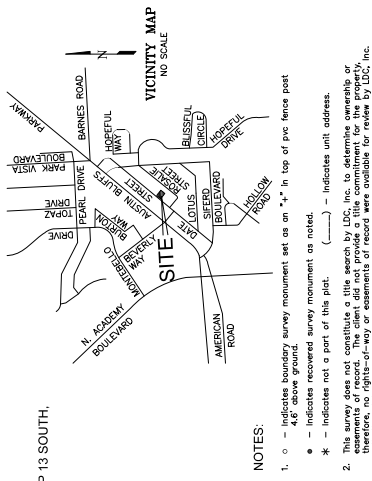 P 13 SOUTH,
VICINITY MAP
NO SCALE
N
PARKWAY
BARNES ROAD
PARK VISTA
BOULEVARD
PEARL DRIVE
TOPAZ
DRIVE
DRIVE
HOPEFUL
WAY
BLISSFUL
CIRCLE
HOPEFUL
DRIVE
AUSTIN BLUFFS
STREET
ROSALIE
STREET
BURTON
WAY
BEVERLY
WAY
MONTEBELLO
SITE
DATE
LOTUS
SIFERD
BOULEVARD
HOLLOW
ROAD
N. ACADEMY
BOULEVARD
AMERICAN
ROAD
NOTES:
1. ○ – Indicates boundary survey monument set as an "+" in top of pvc fence post
4.6' above ground.
● – Indicates recovered survey monument as noted.
* – Indicates not a part of this plat. (____) – Indicates unit address.
2. This survey does not constitute a title search by LDC, Inc. to determine ownership or
easements of record. The client did not provide a title commitment for the property,
therefore, no rights-of-way or easements of record were available for review by LDC, Inc.